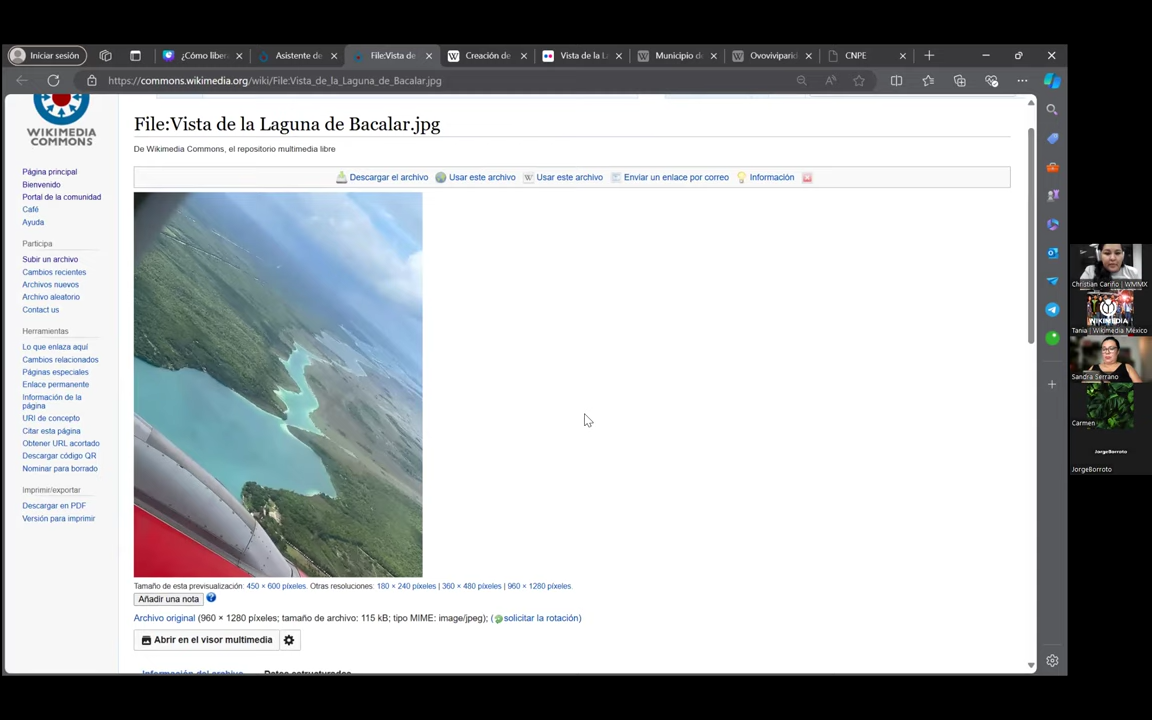 Iniciar sesión
¿Cómo liber
Asistente de
File:Vista de
Creación de
Vista de la L
Municipio d
Ovoviviparid
CNPE
https://commons.wikimedia.org/wiki/File:Vista_de_la_Laguna_de_Bacalar.jpg
WIKIMEDIA
COMMONS
Página principal
Bienvenido
Portal de la comunidad
Café
Ayuda
Participa
Subir un archivo
Cambios recientes
Archivos nuevos
Archivo aleatorio
Contact us
Herramientas
Lo que enlaza aquí
Cambios relacionados
Páginas especiales
Enlace permanente
Información de la
página
URI de concepto
Citar esta página
Obtener URL acortado
Descargar código QR
Nominar para borrado
Imprimir/exportar
Descargar en PDF
Versión para imprimir
File:Vista de la Laguna de Bacalar.jpg
De Wikimedia Commons, el repositorio multimedia libre
Descargar el archivo
Usar este archivo
W Usar este archivo
Enviar un enlace por correo
Información
Tamaño de esta previsualización: 450 × 600 píxeles. Otras resoluciones: 180 × 240 píxeles | 360 × 480 píxeles | 960 × 1280 píxeles.
Añadir una nota
Archivo original (960 × 1280 píxeles; tamaño de archivo: 115 kB; tipo MIME: image/jpeg); (solicitar la rotación)
Abrir en el visor multimedia
Información del archivo
Datos estructurados
Christian Cariño | WMMX
WIKIMEDIA
Tania | Wikimedia México
Sandra Serrano
Carmen
JorgeBorroto
JorgeBorroto